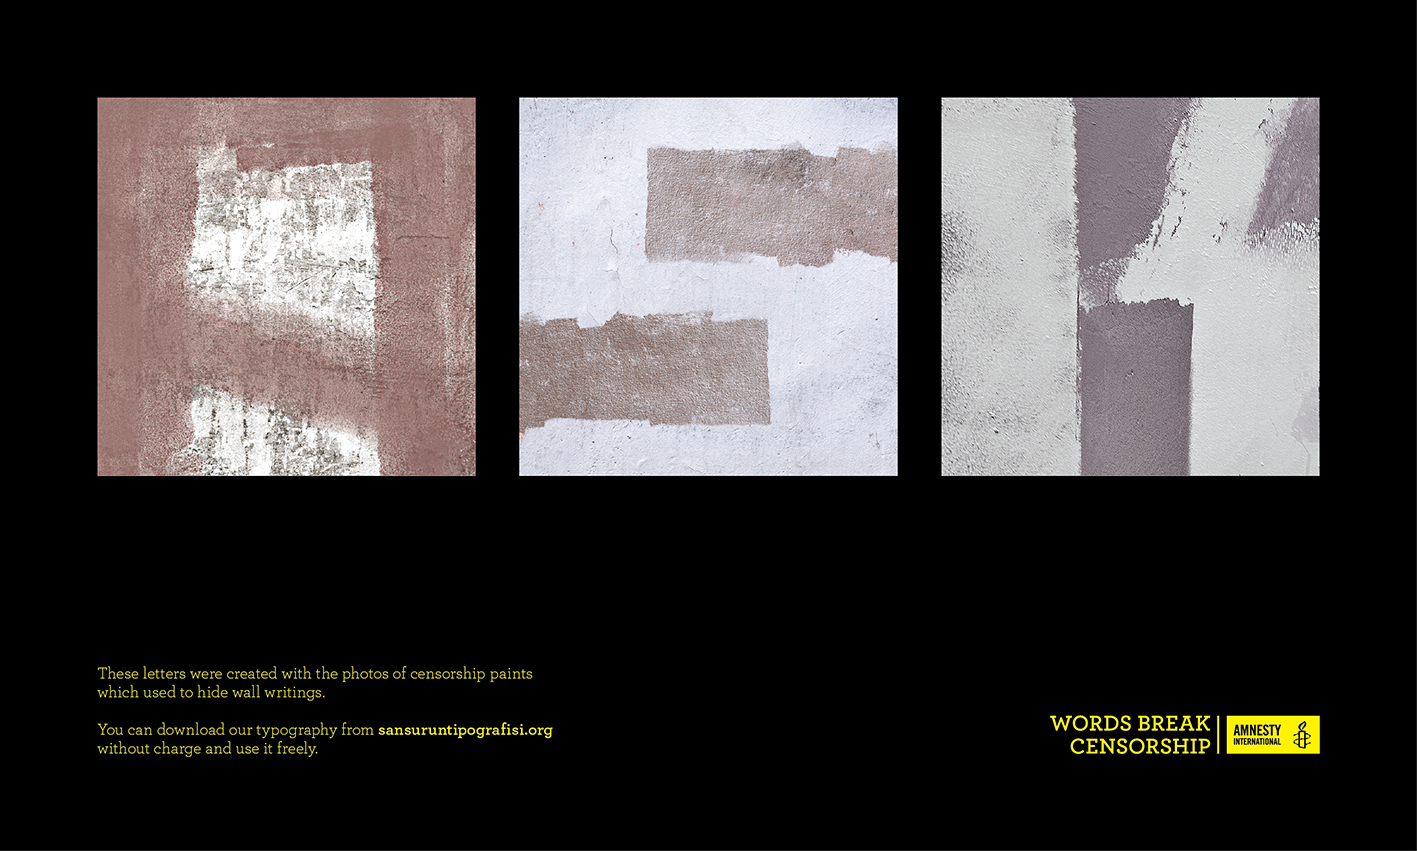 These letters were created with the photos of censorship paints
which used to hide wall writings.
You can download our typography from sansuruntipografisi.org
without charge and use it freely.
WORDS BREAK
CENSORSHIP
AMNESTY
INTERNATIONAL